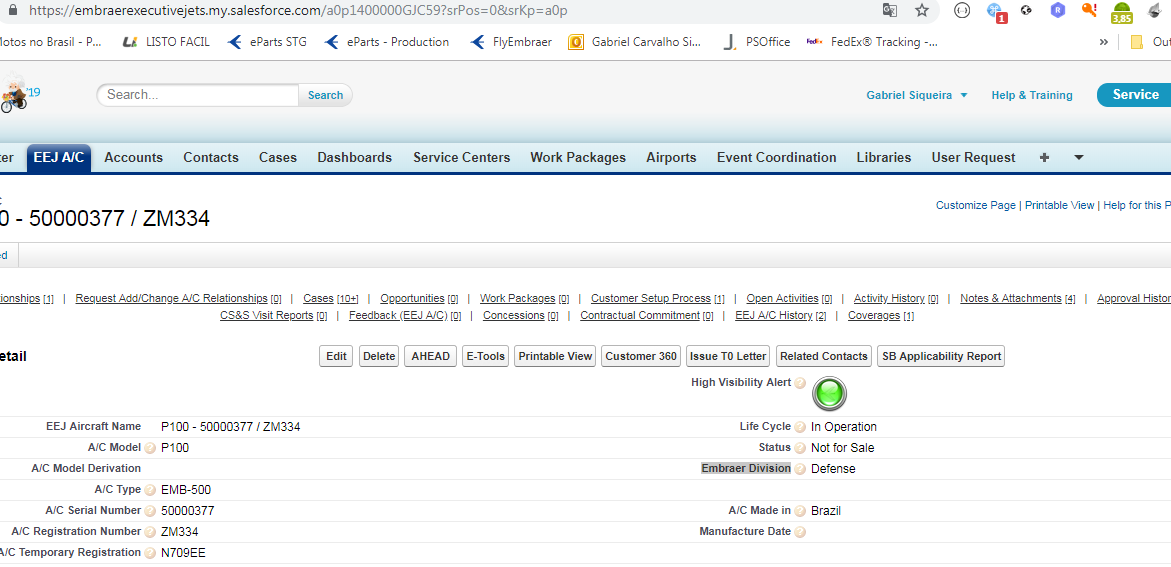 https://embraerexecutivejets.my.salesforce.com/a0p1400000GJC59?srPos=0&srKp=a0p
1
3,85
Motos no Brasil - P... LISTO FACIL eParts STG eParts - Production FlyEmbraer Gabriel Carvalho Si... PSOffice FedEx FedEx® Tracking -... » Out
'19 Search... Search Gabriel Siqueira Help & Training Service
ter EEJ A/C Accounts Contacts Cases Dashboards Service Centers Work Packages Airports Event Coordination Libraries User Request +
0 - 50000377 / ZM334
Customize Page | Printable View | Help for this P
ed
tionships [1] | Request Add/Change A/C Relationships [0] | Cases [10+] | Opportunities [0] | Work Packages [0] | Customer Setup Process [1] | Open Activities [0] | Activity History [0] | Notes & Attachments [4] | Approval Histor
CS&S Visit Reports [0] | Feedback (EEJ A/C) [0] | Concessions [0] | Contractual Commitment [0] | EEJ A/C History [2] | Coverages [1]
etail Edit Delete AHEAD E-Tools Printable View Customer 360 Issue T0 Letter Related Contacts SB Applicability Report
High Visibility Alert ?
EEJ Aircraft Name P100 - 50000377 / ZM334 Life Cycle ? In Operation
A/C Model ? P100 Status ? Not for Sale
A/C Model Derivation Embraer Division ? Defense
A/C Type ? EMB-500
A/C Serial Number ? 50000377 A/C Made in ? Brazil
A/C Registration Number ? ZM334 Manufacture Date ?
A/C Temporary Registration ? N709EE